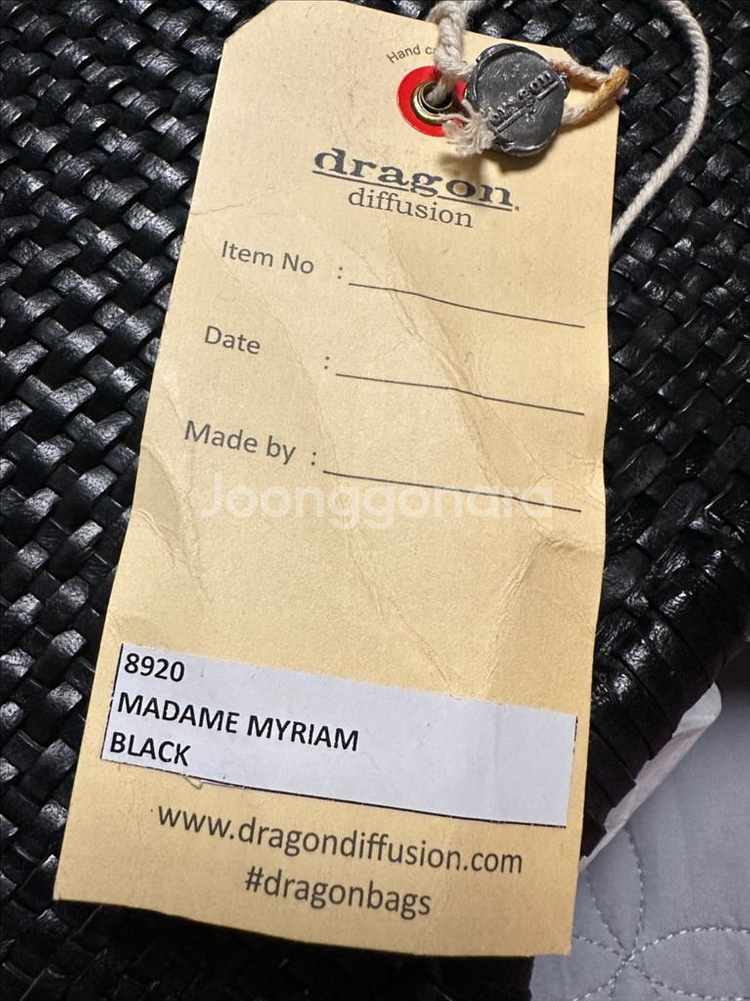 Hand
dragon
diffusion
Item No :
Date :
Made by :
Joonggonara
8920
MADAME MYRIAM
BLACK
www.dragondiffusion.com
#dragonbags